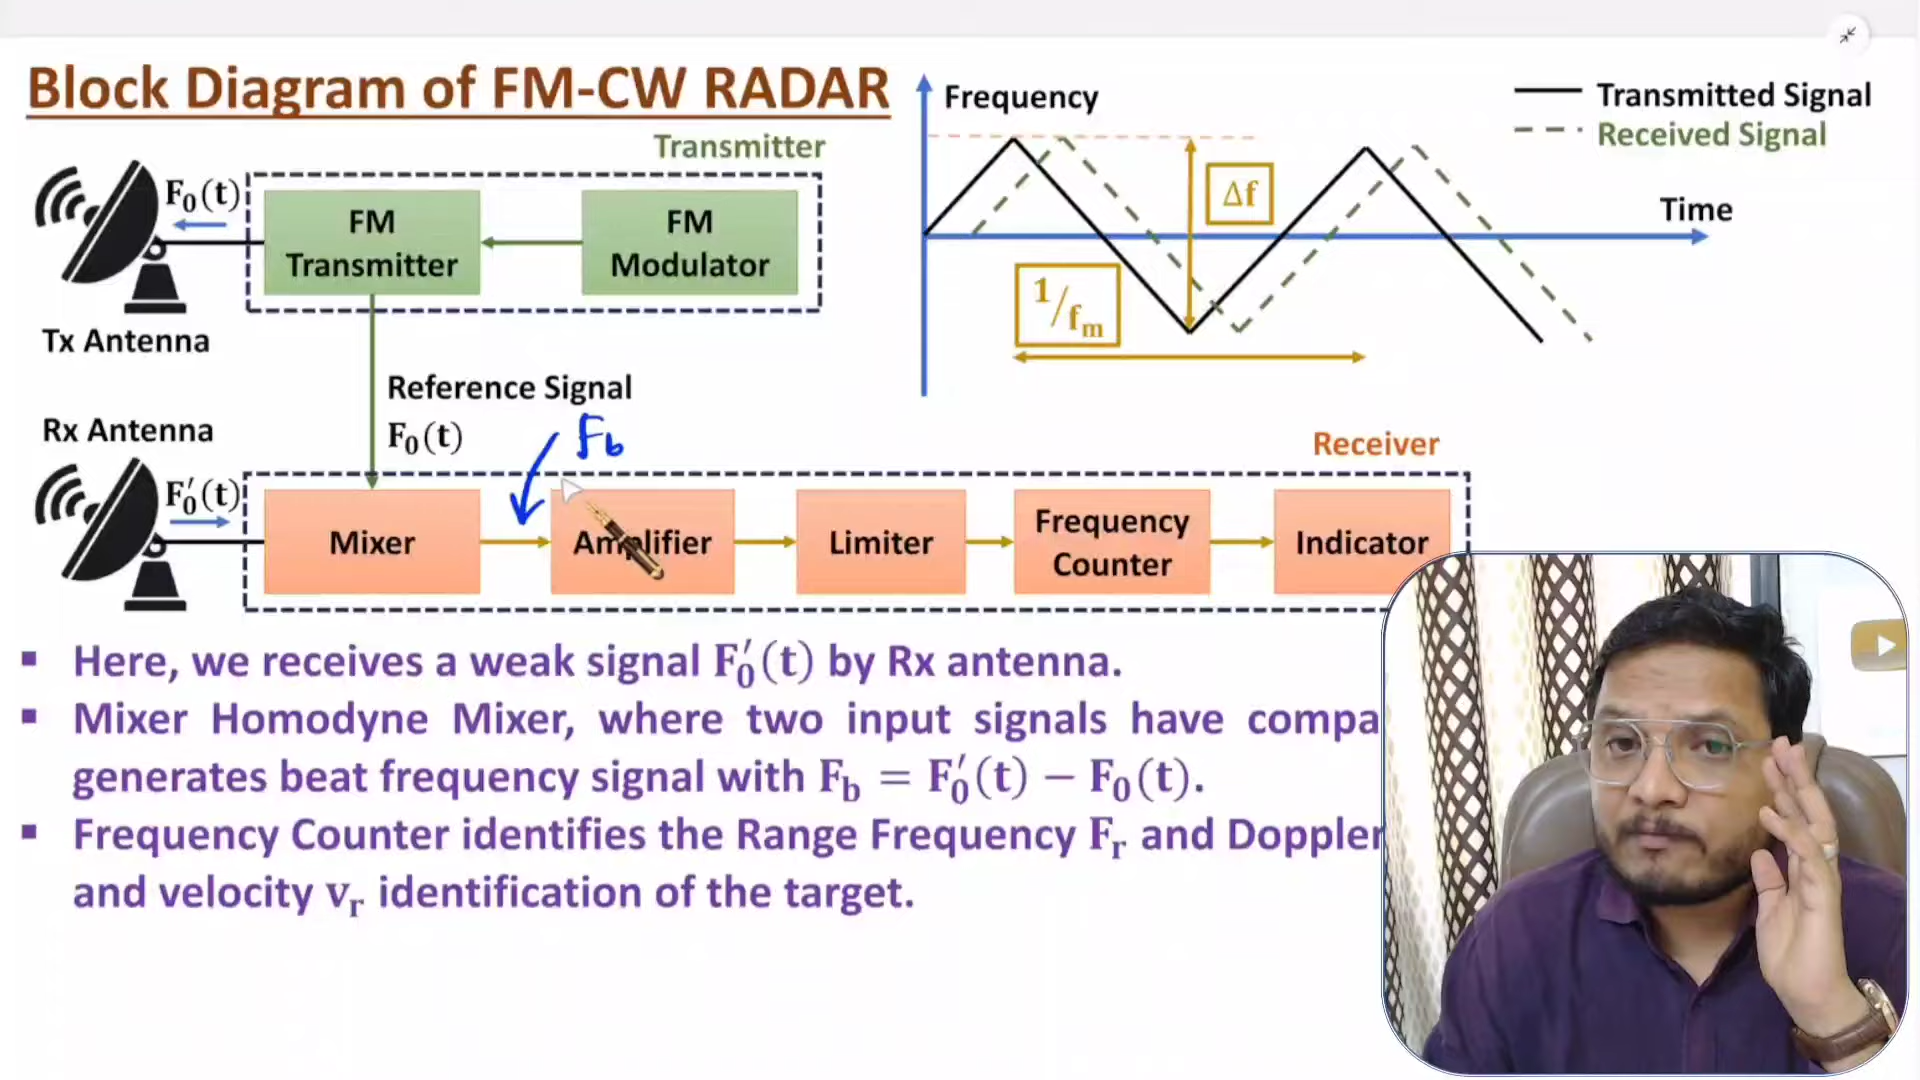 Block Diagram of FM-CW RADAR
Transmitter
F₀(t)
FM Transmitter
FM Modulator
Tx Antenna
Reference Signal
F₀(t)
Fb
Rx Antenna
F₀′(t)
Receiver
Mixer
Amplifier
Limiter
Frequency Counter
Indicator
Frequency
Transmitted Signal
Received Signal
Δf
Time
1/fₘ
▪ Here, we receives a weak signal F₀′(t) by Rx antenna.
▪ Mixer Homodyne Mixer, where two input signals have compa
generates beat frequency signal with F_b = F₀′(t) − F₀(t).
▪ Frequency Counter identifies the Range Frequency Fᵣ and Doppler
and velocity vᵣ identification of the target.